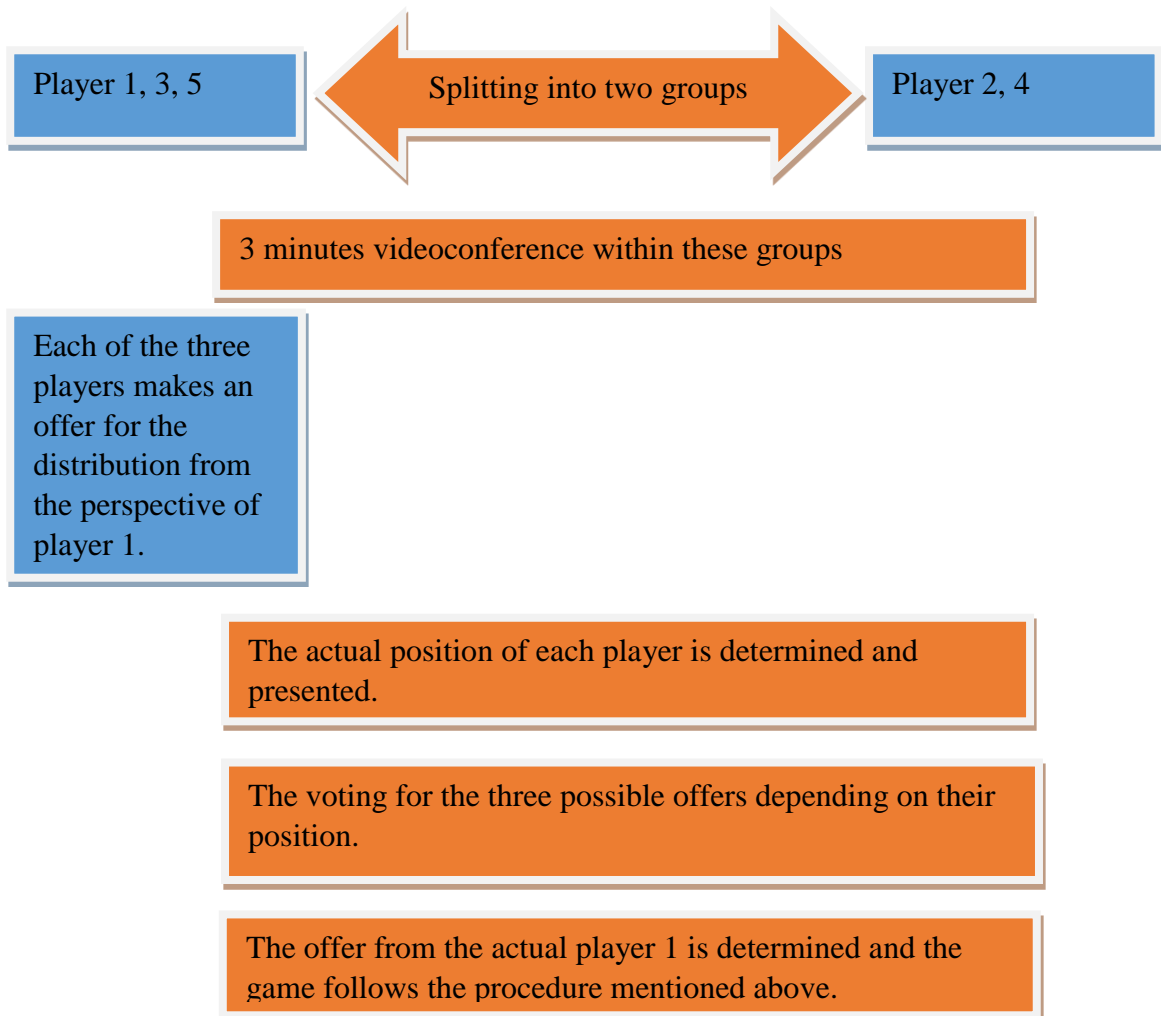 Player 1, 3, 5
Splitting into two groups
Player 2, 4
3 minutes videoconference within these groups
Each of the three
players makes an
offer for the
distribution from
the perspective of
player 1.
The actual position of each player is determined and
presented.
The voting for the three possible offers depending on their
position.
The offer from the actual player 1 is determined and the
game follows the procedure mentioned above.